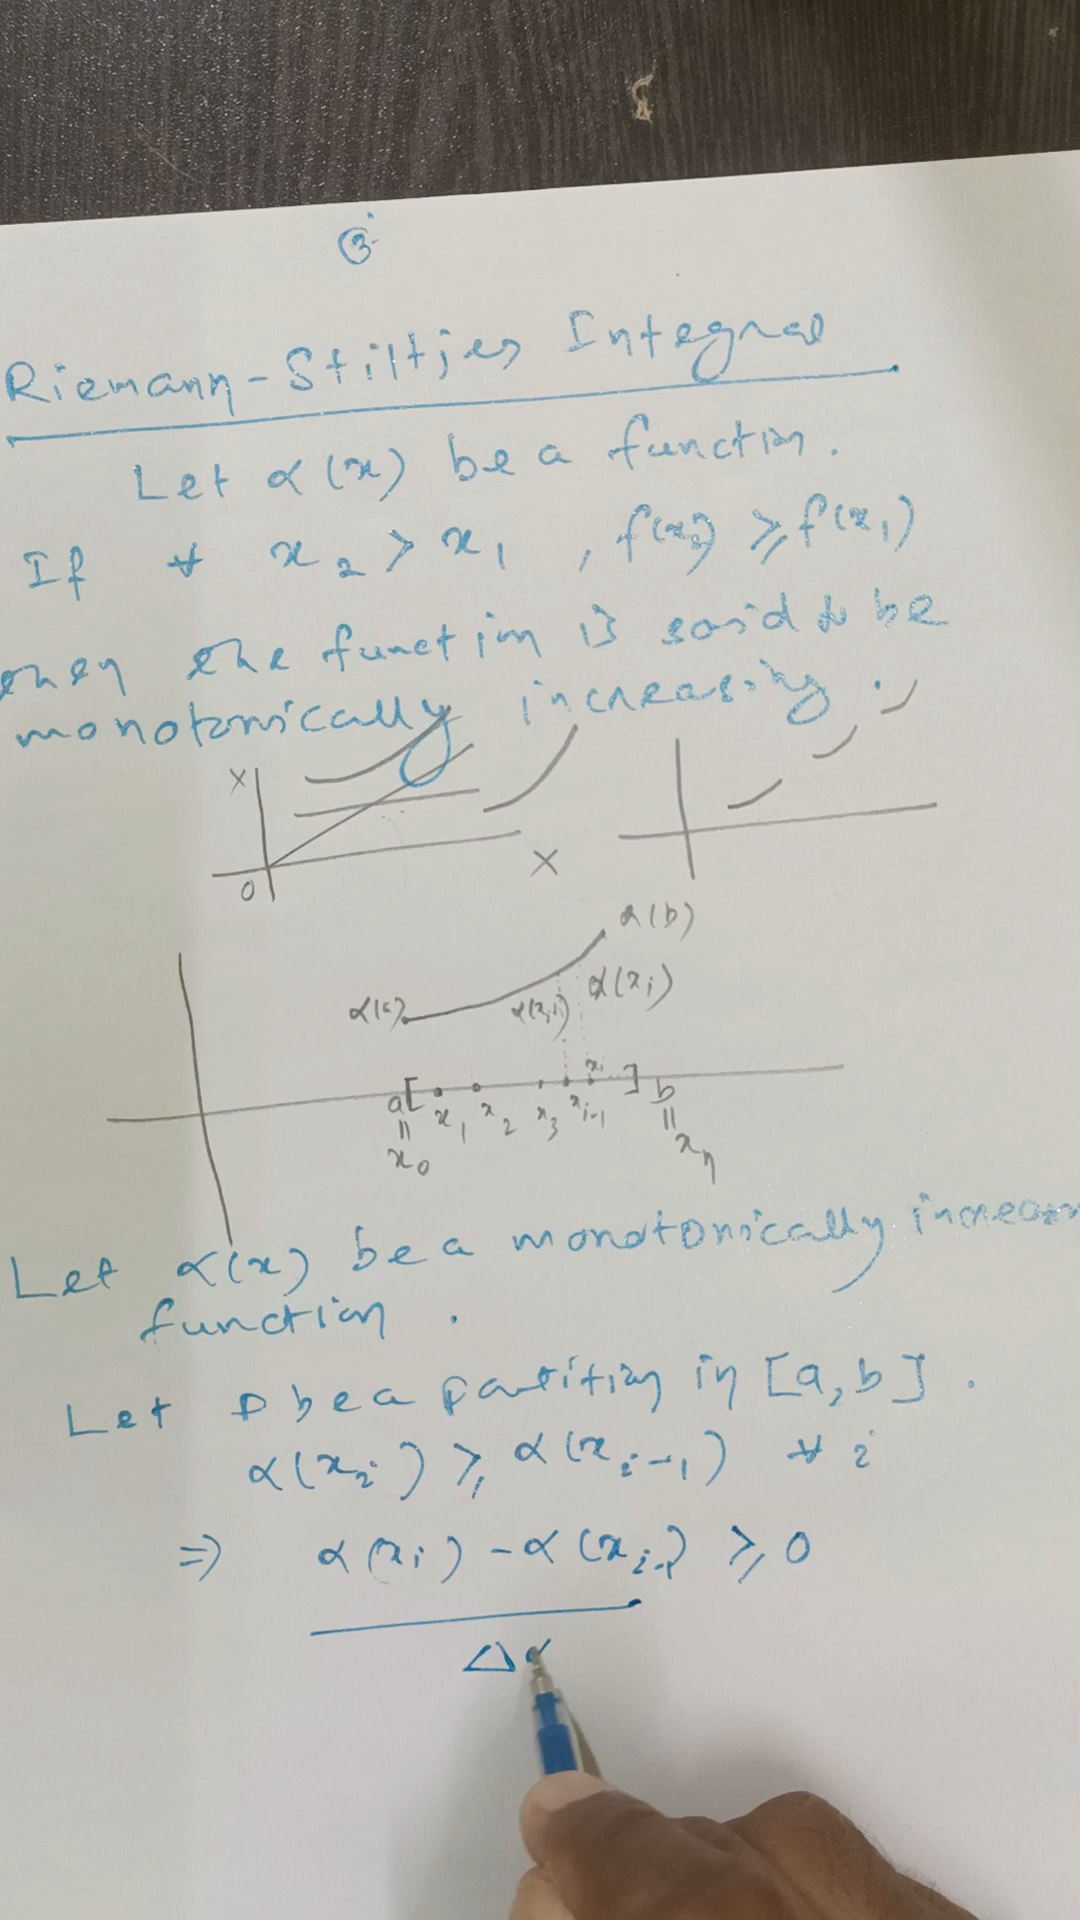 3
Riemann-Stiltjes Integral
Let α(x) be a function.
If ∀ x₂ > x₁, f(x₂) ≥ f(x₁)
then the function is said to be
monotonically increasing.
X
O
X
α(b)
α(xᵢ)
α(xᵢ₋₁)
xᵢ
a [ x₁ x₂ x₃ xᵢ₋₁ ] b
॥ ॥
x₀ xₙ
Let α(x) be a monotonically
function.
Let P be a partition in [a, b].
α(xᵢ) ≥ α(xᵢ₋₁) ∀ i
⇒ α(xᵢ) - α(xᵢ₋₁) ≥ 0
Δα